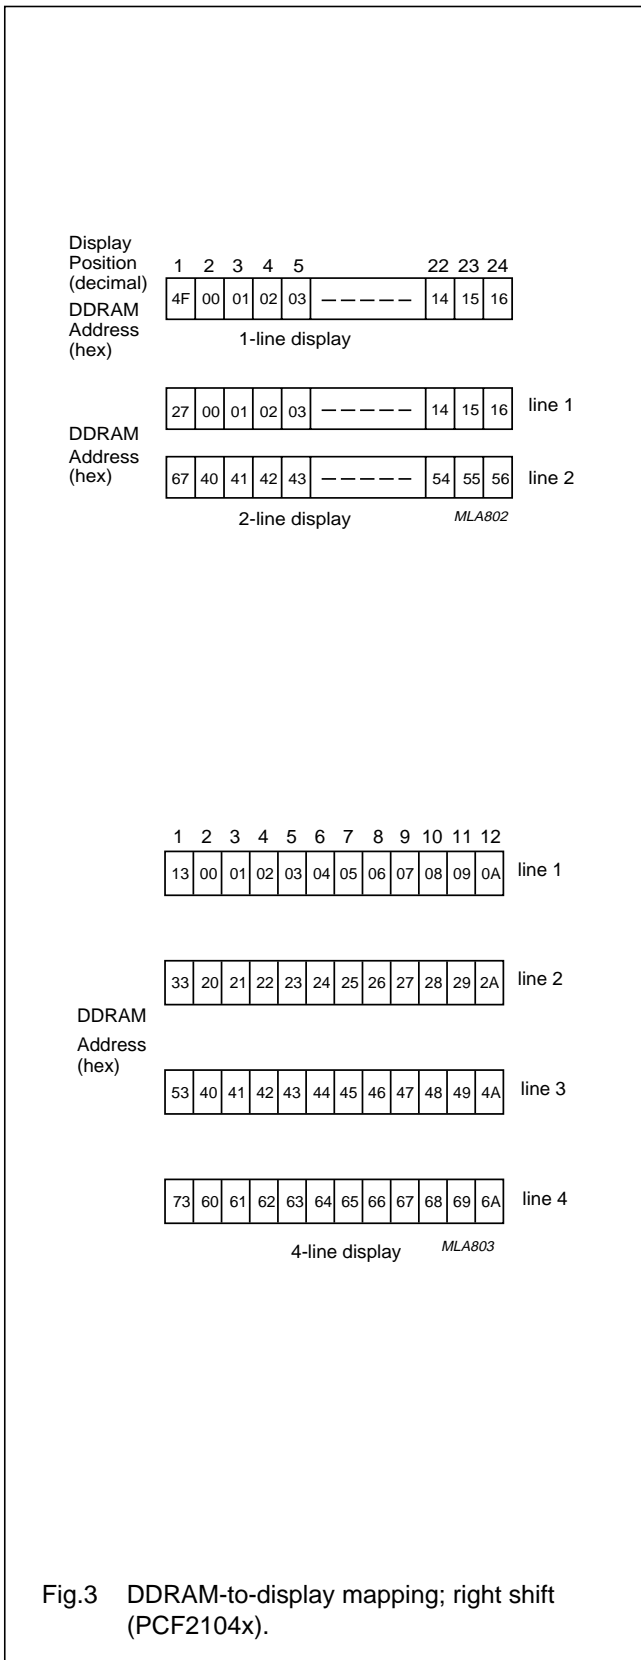 Display
Position
(decimal)
1 2 3 4 5 22 23 24
DDRAM
Address
(hex)
4F 00 01 02 03 14 15 16
1-line display
DDRAM
Address
(hex)
27 00 01 02 03 14 15 16 line 1
67 40 41 42 43 54 55 56 line 2
2-line display MLA802
1 2 3 4 5 6 7 8 9 10 11 12
13 00 01 02 03 04 05 06 07 08 09 0A line 1
33 20 21 22 23 24 25 26 27 28 29 2A line 2
DDRAM
Address
(hex)
53 40 41 42 43 44 45 46 47 48 49 4A line 3
73 60 61 62 63 64 65 66 67 68 69 6A line 4
4-line display MLA803
Fig.3 DDRAM-to-display mapping; right shift
(PCF2104x).